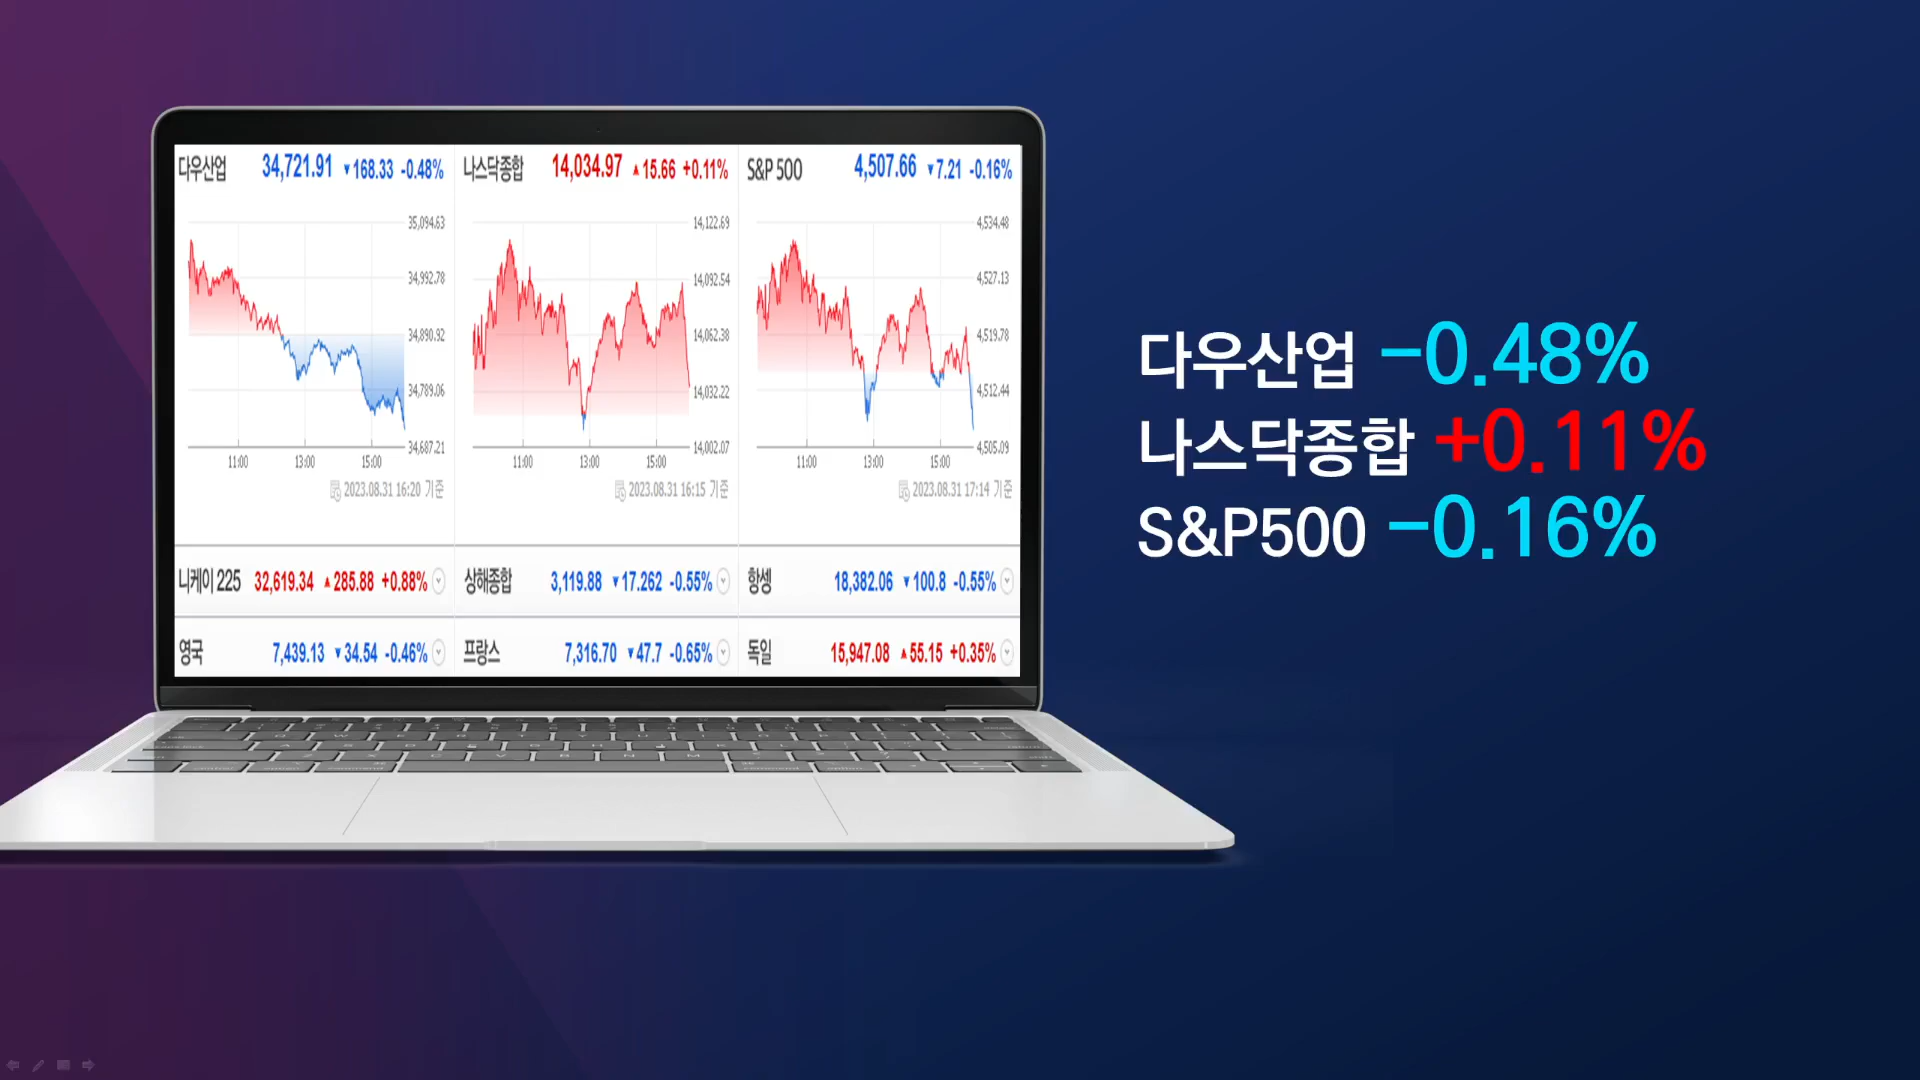 다우산업 34,721.91 ▼168.33 -0.48%
나스닥종합 14,034.97 ▲15.66 +0.11%
S&P 500 4,507.66 ▼7.21 -0.16%
35,094.63
34,992.78
34,890.92
34,789.06
34,687.21
11:00 13:00 15:00
2023.08.31 16:20 기준
14,122.69
14,092.54
14,062.38
14,032.22
14,002.07
11:00 13:00 15:00
2023.08.31 16:15 기준
4,534.48
4,527.13
4,519.78
4,512.44
4,505.09
11:00 13:00 15:00
2023.08.31 17:14 기준
니케이 225 32,619.34 ▲285.88 +0.88%
상해종합 3,119.88 ▼17.262 -0.55%
항셍 18,382.06 ▼100.8 -0.55%
영국 7,439.13 ▼34.54 -0.46%
프랑스 7,316.70 ▼47.7 -0.65%
독일 15,947.08 ▲55.15 +0.35%
다우산업 -0.48%
나스닥종합 +0.11%
S&P500 -0.16%